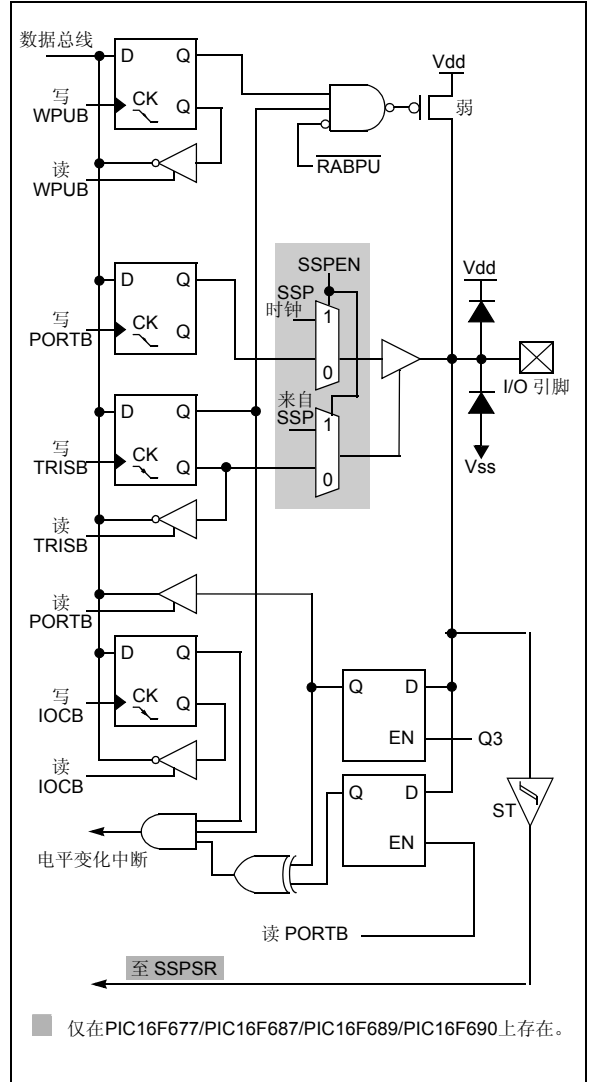 数据总线
D Q
Vdd
写
WPUB
CK
Q
弱
读
WPUB
RABPU
SSPEN
D Q
SSP
时钟
1
Vdd
写
PORTB
CK
Q
0
I/O 引脚
D Q
来自
SSP
1
写
TRISB
CK
Q
0
Vss
读
TRISB
读
PORTB
D Q
Q D
写
IOCB
CK
Q
EN
Q3
读
IOCB
Q D
ST
EN
电平变化中断
读 PORTB
至 SSPSR
仅在PIC16F677/PIC16F687/PIC16F689/PIC16F690上存在。